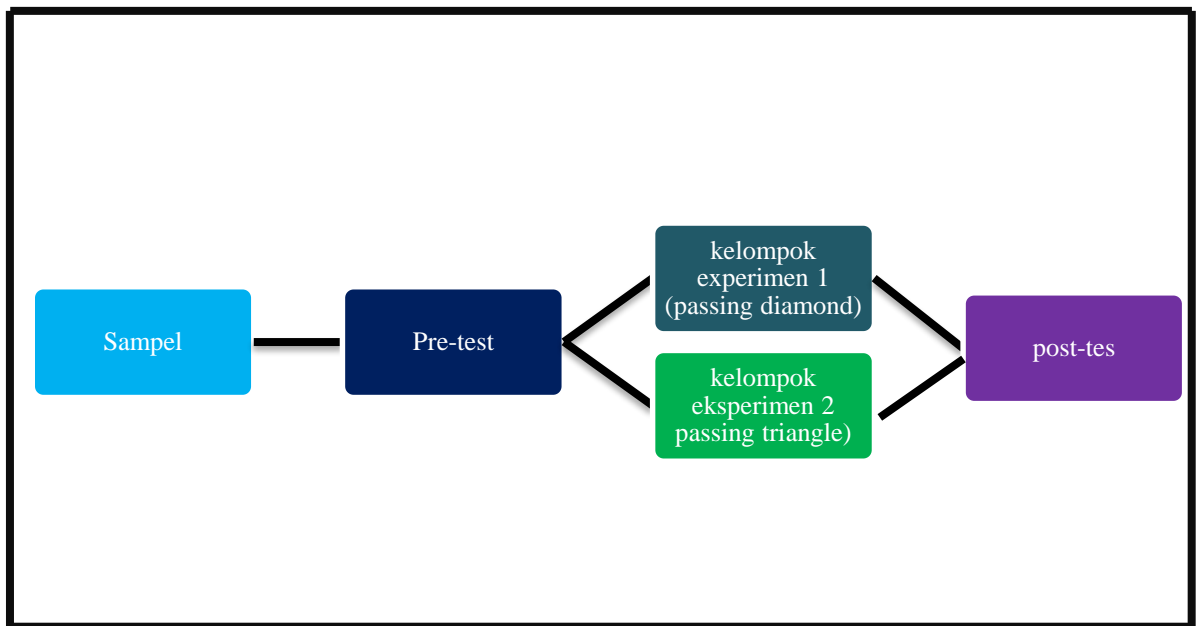 Sampel
Pre-test
kelompok
experimen 1
(passing diamond)
kelompok
eksperimen 2
passing triangle)
post-tes